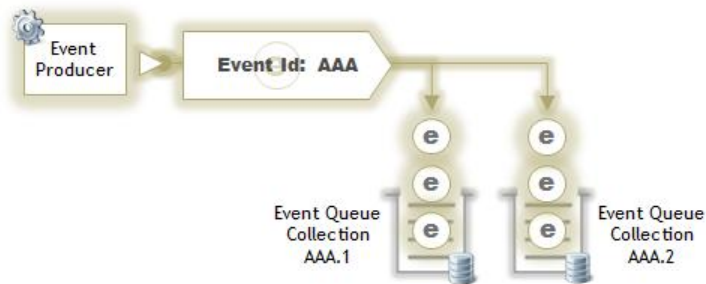 Event
Producer
Event Id: AAA
e
e
e
e
e
e
e
Event Queue
Collection
AAA.1
Event Queue
Collection
AAA.2